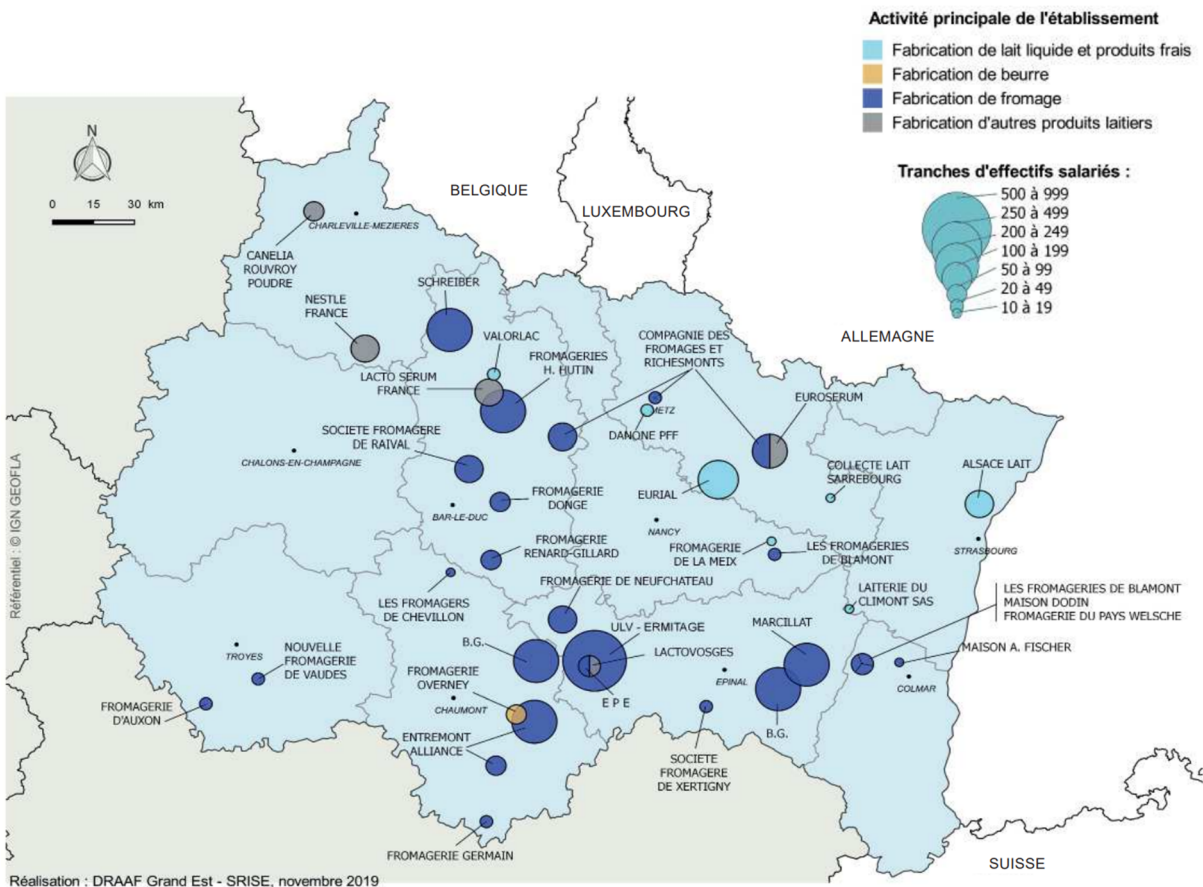 Activité principale de l'établissement
Fabrication de lait liquide et produits frais
Fabrication de beurre
Fabrication de fromage
Fabrication d'autres produits laitiers
Tranches d'effectifs salariés :
500 à 999
250 à 499
200 à 249
100 à 199
50 à 99
20 à 49
10 à 19
N
0 15 30 km
BELGIQUE
LUXEMBOURG
ALLEMAGNE
SUISSE
CHARLEVILLE-MEZIERES
CANELIA
ROUVROY
POUDRE
SCHREIBER
NESTLE
FRANCE
VALORLAC
FROMAGERIES
H. HUTIN
LACTO SERUM
FRANCE
COMPAGNIE DES
FROMAGES ET
RICHESMONTS
METZ
DANONE PFF
EUROSERUM
SOCIETE FROMAGERE
DE RAIVAL
CHALONS-EN-CHAMPAGNE
EURIAL
COLLECTE LAIT
SARREBOURG
ALSACE LAIT
FROMAGERIE
DONGE
BAR-LE-DUC
NANCY
STRASBOURG
FROMAGERIE
RENARD-GILLARD
FROMAGERIE
DE LA MEIX
LES FROMAGERIES
DE BLAMONT
FROMAGERIE DE NEUFCHATEAU
LES FROMAGERS
DE CHEVILLON
LAITERIE DU
CLIMONT SAS
LES FROMAGERIES DE BLAMONT
MAISON DODIN
FROMAGERIE DU PAYS WELSCHE
ULV - ERMITAGE
MARCILLAT
B.G.
LACTOVOSGES
MAISON A. FISCHER
TROYES
NOUVELLE
FROMAGERIE
DE VAUDES
FROMAGERIE
OVERNEY
E P E
EPINAL
COLMAR
CHAUMONT
FROMAGERIE
D'AUXON
ENTREMONT
ALLIANCE
B.G.
SOCIETE
FROMAGERE
DE XERTIGNY
FROMAGERIE GERMAIN
Référentiel : © IGN GEOFLA
Réalisation : DRAAF Grand Est - SRISE, novembre 2019